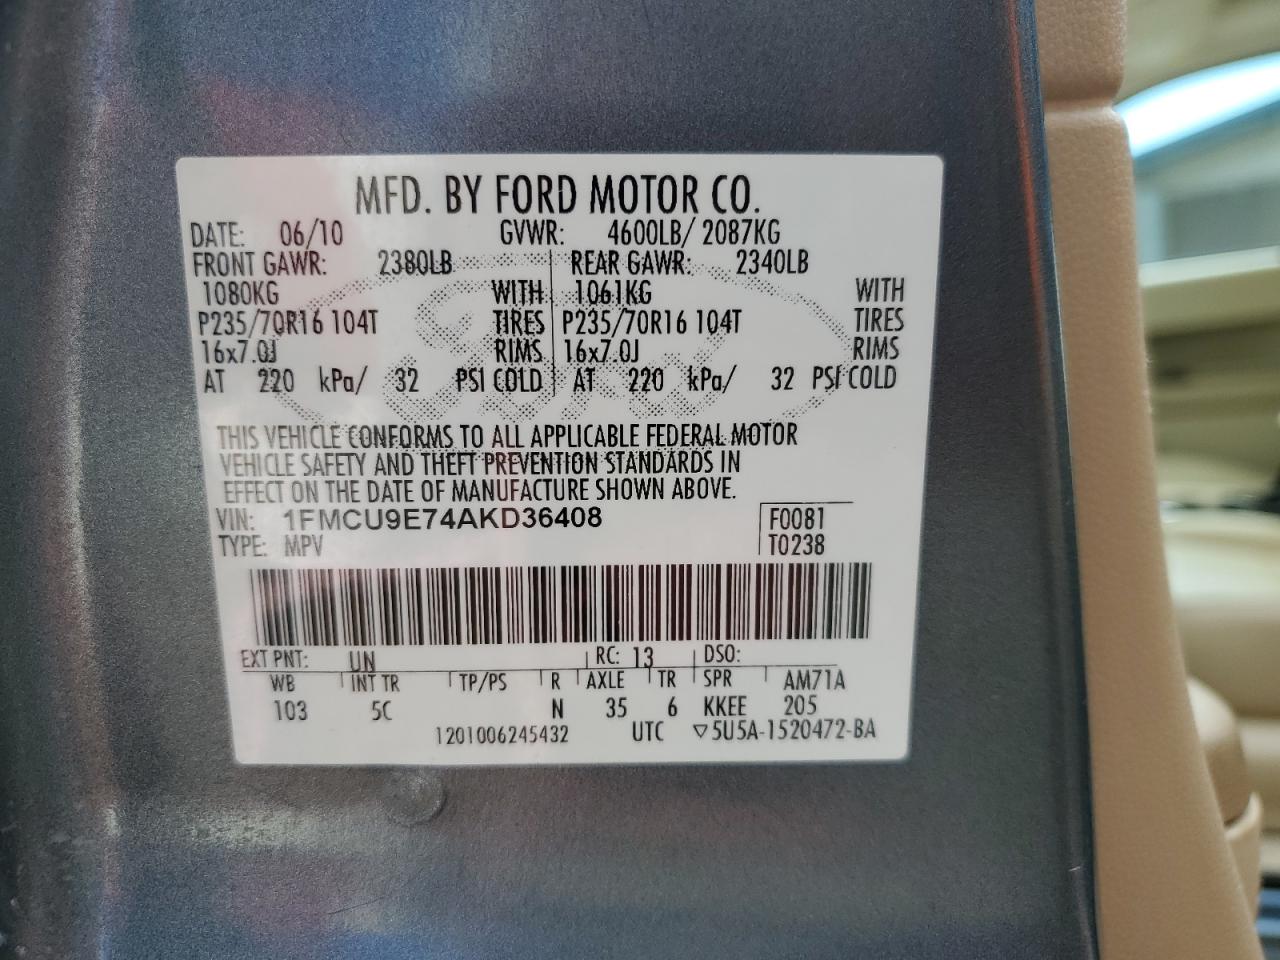 MFD. BY FORD MOTOR CO.
DATE: 06/10 GVWR: 4600LB/ 2087KG
FRONT GAWR: 2380LB REAR GAWR: 2340LB
1080KG WITH 1061KG WITH
P235/70R16 104T TIRES P235/70R16 104T TIRES
16x7.0J RIMS 16x7.0J RIMS
AT 220 kPa/ 32 PSI COLD AT 220 kPa/ 32 PSI COLD
THIS VEHICLE CONFORMS TO ALL APPLICABLE FEDERAL MOTOR
VEHICLE SAFETY AND THEFT PREVENTION STANDARDS IN
EFFECT ON THE DATE OF MANUFACTURE SHOWN ABOVE.
VIN: 1FMCU9E74AKD36408 F0081
TYPE: MPV T0238
EXT PNT: UN RC: 13 DSO:
WB INT TR TP/PS R AXLE TR SPR AM71A
103 5C N 35 6 KKEE 205
1201006245432 UTC ▽5U5A-1520472-BA